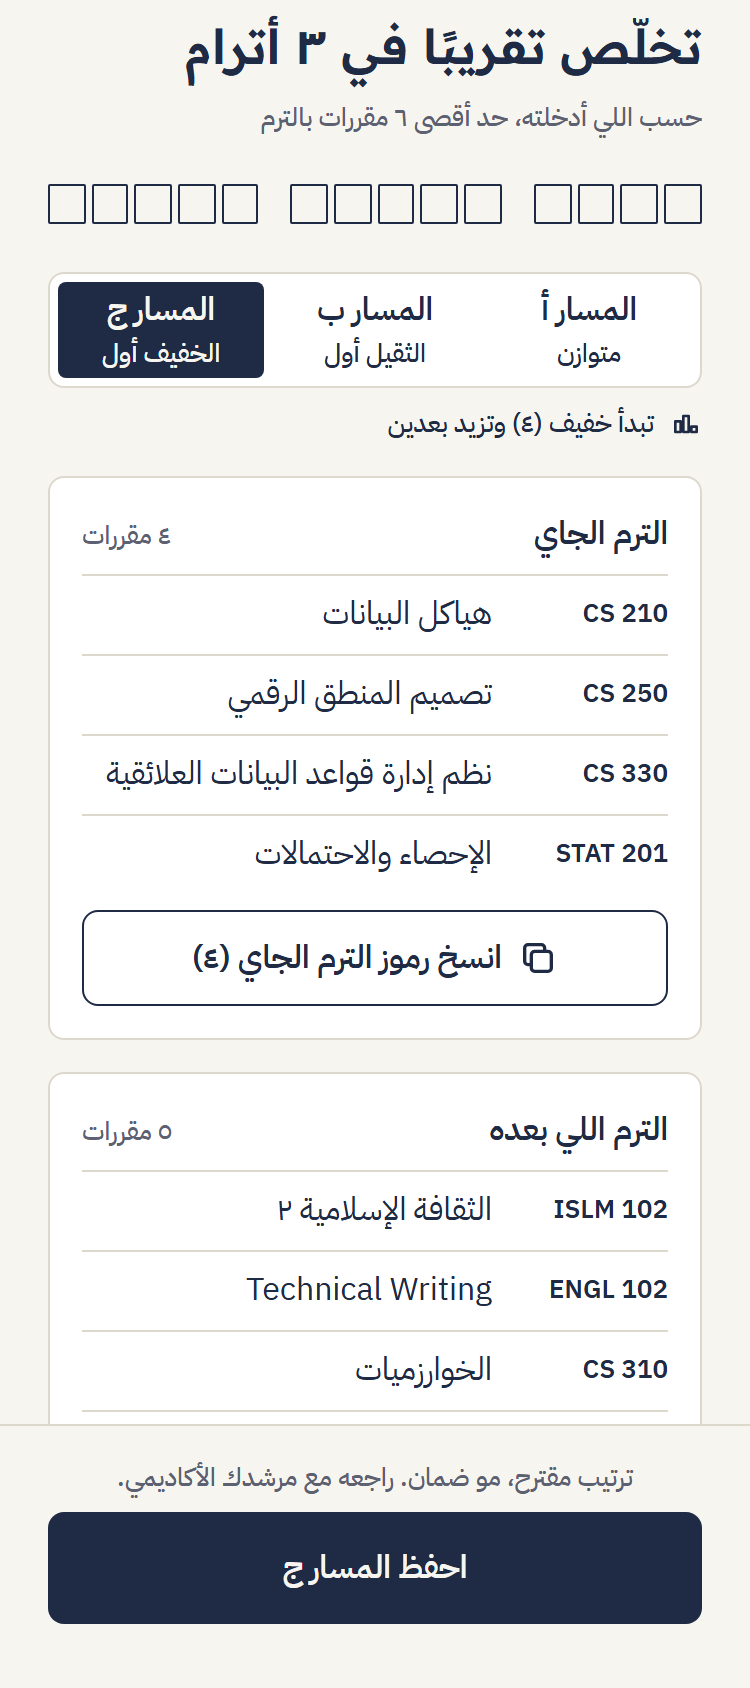 تخلّص تقريبًا في ٣ أترام
حسب اللي أدخلته، حد أقصى ٦ مقررات بالترم
المسار أ
متوازن
المسار ب
الثقيل أول
المسار ج
الخفيف أول
تبدأ خفيف (٤) وتزيد بعدين
الترم الجاي ٤ مقررات
CS 210 هياكل البيانات
CS 250 تصميم المنطق الرقمي
CS 330 نظم إدارة قواعد البيانات العلائقية
STAT 201 الإحصاء والاحتمالات
انسخ رموز الترم الجاي (٤)
الترم اللي بعده ٥ مقررات
ISLM 102 الثقافة الإسلامية ٢
ENGL 102 Technical Writing
CS 310 الخوارزميات
ترتيب مقترح، مو ضمان. راجعه مع مرشدك الأكاديمي.
احفظ المسار ج